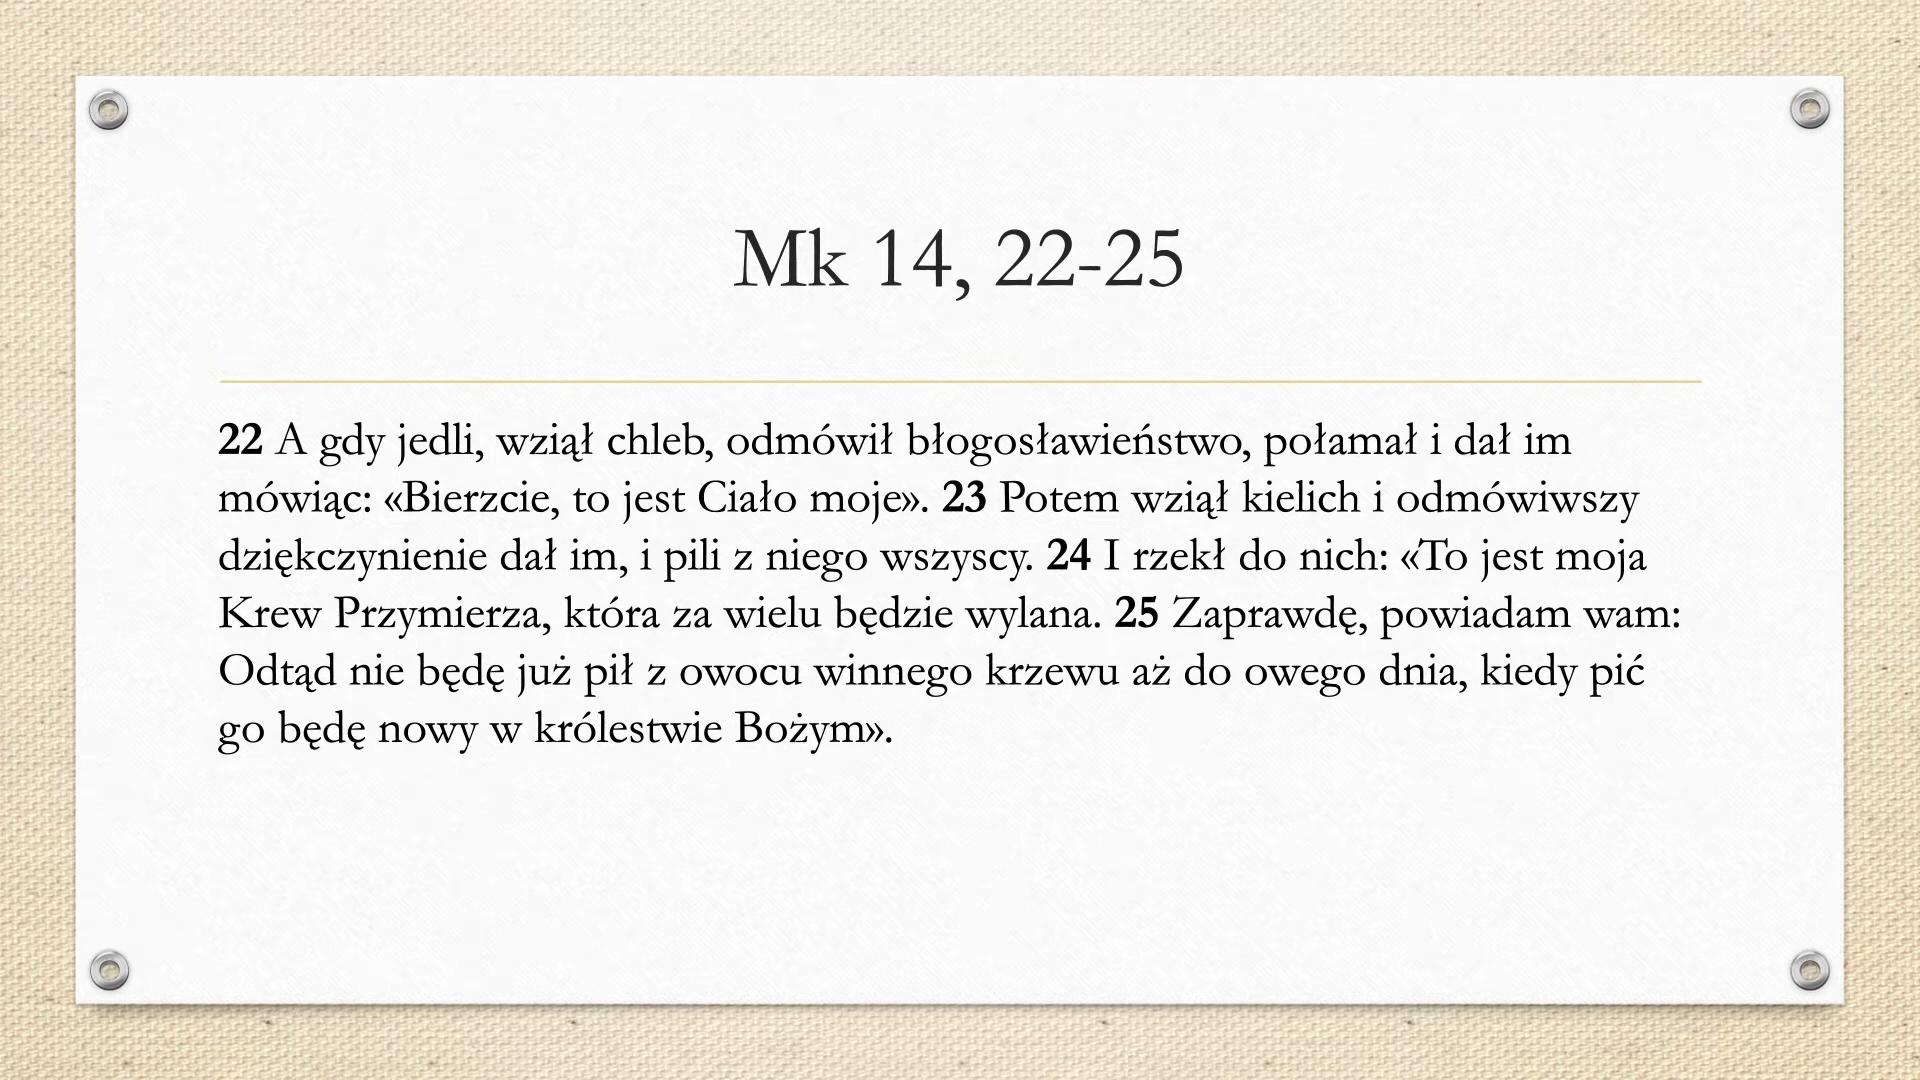 Mk 14, 22-25
22 A gdy jedli, wziął chleb, odmówił błogosławieństwo, połamał i dał im
mówiąc: «Bierzcie, to jest Ciało moje». 23 Potem wziął kielich i odmówiwszy
dziękczynienie dał im, i pili z niego wszyscy. 24 I rzekł do nich: «To jest moja
Krew Przymierza, która za wielu będzie wylana. 25 Zaprawdę, powiadam wam:
Odtąd nie będę już pił z owocu winnego krzewu aż do owego dnia, kiedy pić
go będę nowy w królestwie Bożym».